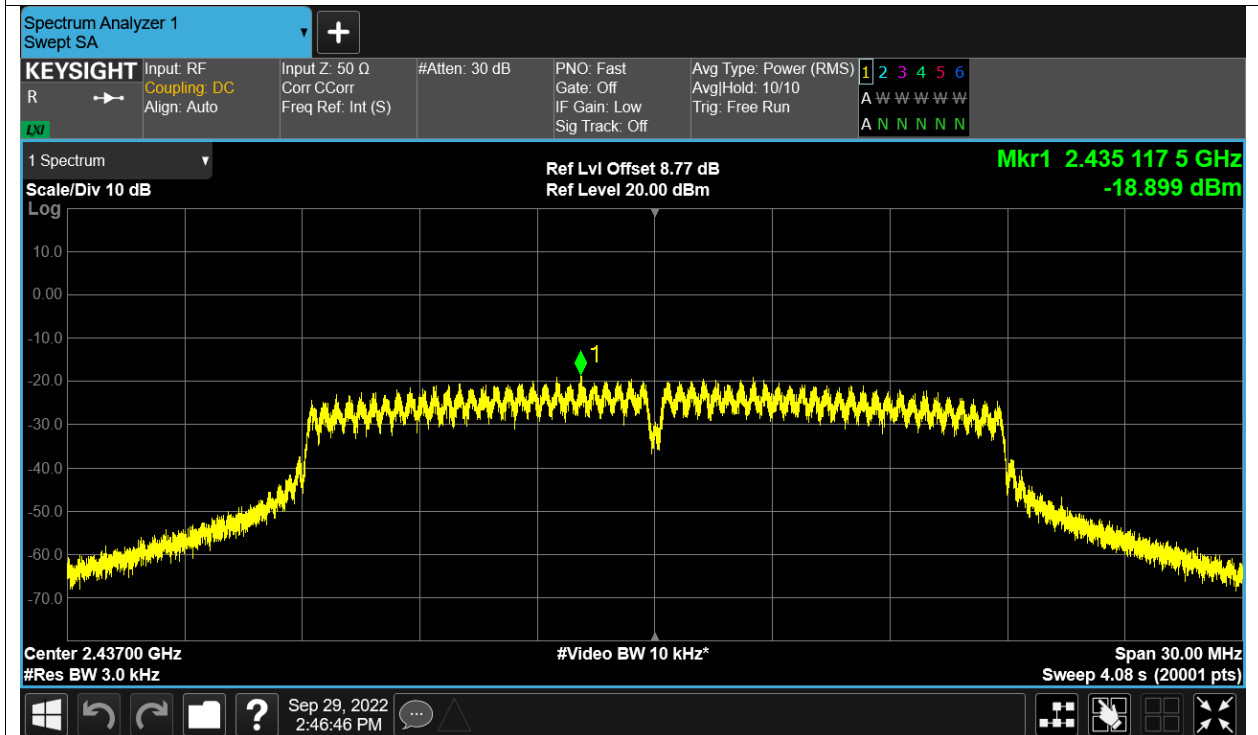 Spectrum Analyzer 1
Swept SA
+
KEYSIGHT
R
LXI
Input: RF
Coupling: DC
Align: Auto
Input Z: 50 Ω
Corr CCorr
Freq Ref: Int (S)
#Atten: 30 dB
PNO: Fast
Gate: Off
IF Gain: Low
Sig Track: Off
Avg Type: Power (RMS)
Avg|Hold: 10/10
Trig: Free Run
1 2 3 4 5 6
A W W W W W
A N N N N N
1 Spectrum
Scale/Div 10 dB
Log
Ref Lvl Offset 8.77 dB
Ref Level 20.00 dBm
Mkr1 2.435 117 5 GHz
-18.899 dBm
10.0
0.00
-10.0
1
-20.0
-30.0
-40.0
-50.0
-60.0
-70.0
Center 2.43700 GHz
#Res BW 3.0 kHz
#Video BW 10 kHz*
Span 30.00 MHz
Sweep 4.08 s (20001 pts)
?
Sep 29, 2022
2:46:46 PM